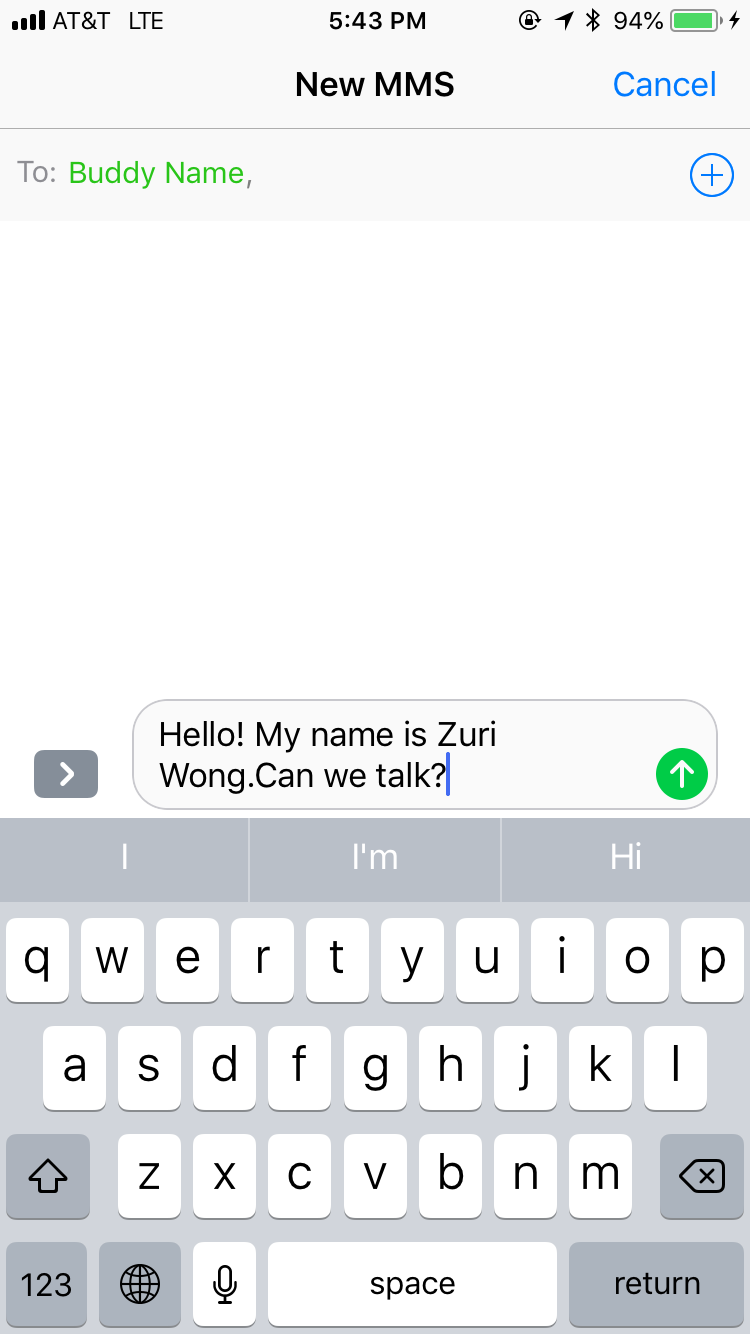 AT&T LTE 5:43 PM 94%
New MMS Cancel
To: Buddy Name,
Hello! My name is Zuri
Wong.Can we talk?
I I'm Hi
q w e r t y u i o p
a s d f g h j k l
z x c v b n m
123 space return